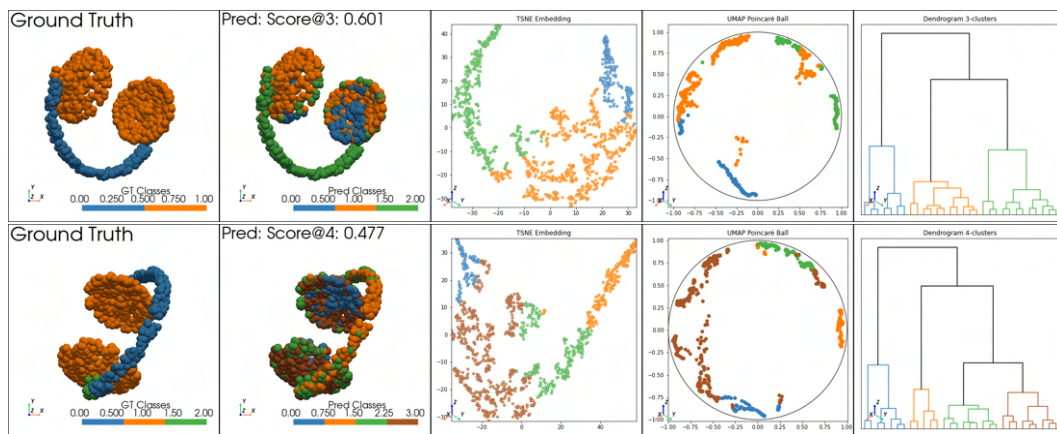 Ground Truth
Y
Z X
GT Classes
0.00 0.250 0.500 0.750 1.00
Pred: Score@3: 0.601
Y
Z X
Pred Classes
0.00 0.500 1.00 1.50 2.00
TSNE Embedding
40
30
20
10
0
−10
−20
−30
Z
Y
−30 −20 −10 0 10 20 30
UMAP Poincaré Ball
1.00
0.75
0.50
0.25
0.00
−0.25
−0.50
−0.75
−1.00
Z
Y
−1.00 −0.75 −0.50 −0.25 0.00 0.25 0.50 0.75 1.00
Dendrogram 3-clusters
Z
X Y
Ground Truth
Y
Z X
GT Classes
0.00 0.500 1.00 1.50 2.00
Pred: Score@4: 0.477
Y
Z X
Pred Classes
0.00 0.750 1.50 2.25 3.00
TSNE Embedding
30
20
10
0
−10
−20
−30
Z
Y
−20 0 20 40
UMAP Poincaré Ball
1.00
0.75
0.50
0.25
0.00
−0.25
−0.50
−0.75
−1.00
Z
Y
−1.00 −0.75 −0.50 −0.25 0.00 0.25 0.50 0.75 1.00
Dendrogram 4-clusters
Z
X Y